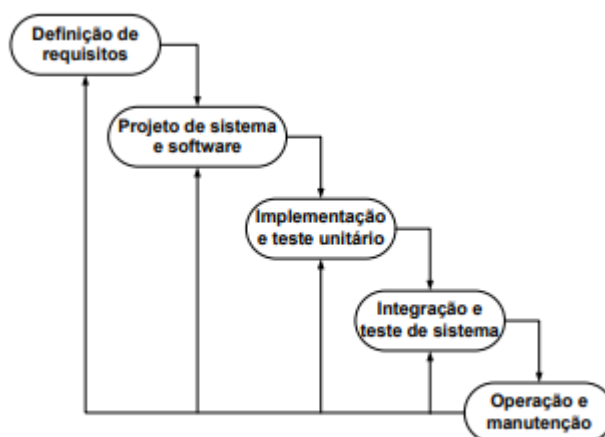 Definição de
requisitos
Projeto de sistema
e software
Implementação
e teste unitário
Integração e
teste de sistema
Operação e
manutenção